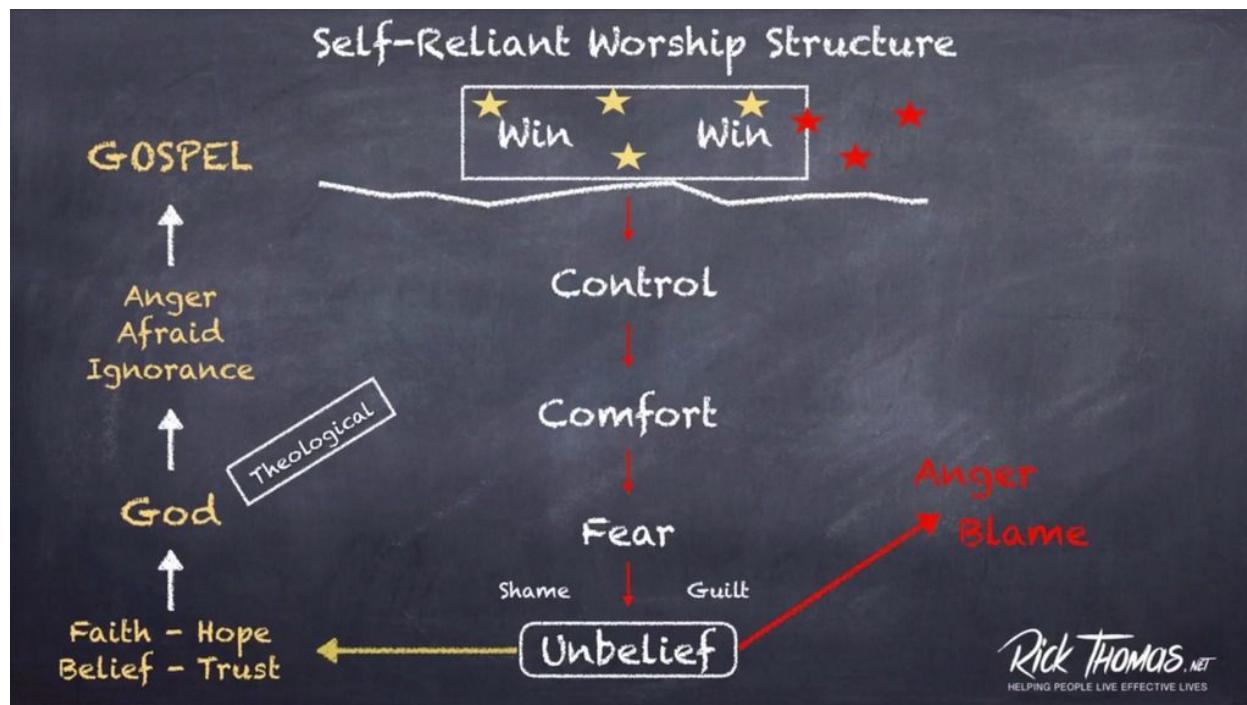 Self-Reliant Worship Structure
Win Win
GOSPEL
Control
Anger
Afraid
Ignorance
Theological
Comfort
God
Fear
Anger
Blame
Shame Guilt
Faith - Hope
Belief - Trust
Unbelief
RICK THOMAS.NET
HELPING PEOPLE LIVE EFFECTIVE LIVES